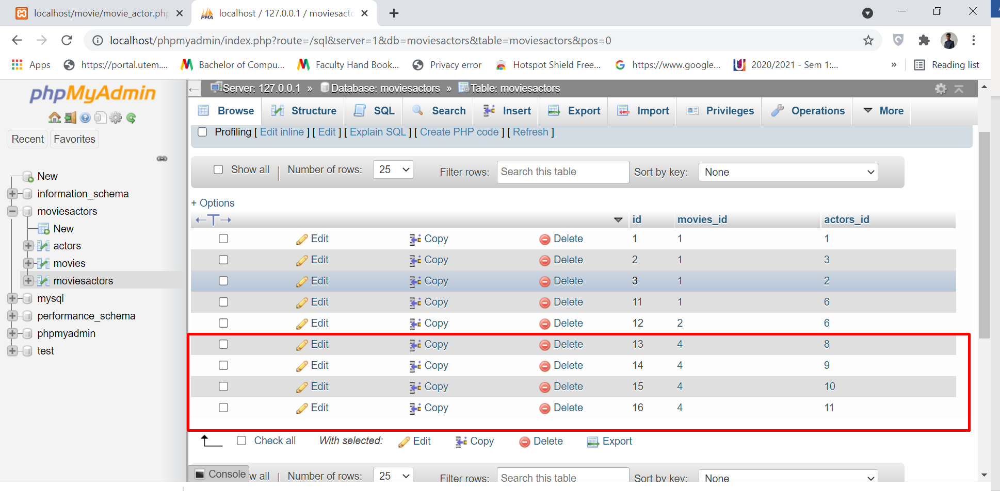 localhost/movie/movie_actor.php
localhost / 127.0.0.1 / moviesacto
localhost/phpmyadmin/index.php?route=/sql&server=1&db=moviesactors&table=moviesactors&pos=0
Apps https://portal.utem.... Bachelor of Compu... Faculty Hand Book... Privacy error Hotspot Shield Free... https://www.google... 2020/2021 - Sem 1:... » Reading list
phpMyAdmin
Recent Favorites
New
information_schema
moviesactors
New
actors
movies
moviesactors
mysql
performance_schema
phpmyadmin
test
Server: 127.0.0.1 » Database: moviesactors » Table: moviesactors
Browse Structure SQL Search Insert Export Import Privileges Operations More
Profiling [ Edit inline ] [ Edit ] [ Explain SQL ] [ Create PHP code ] [ Refresh ]
Show all | Number of rows: 25 Filter rows: Search this table Sort by key: None
+ Options
id movies_id actors_id
Edit Copy Delete 1 1 1
Edit Copy Delete 2 1 3
Edit Copy Delete 3 1 2
Edit Copy Delete 11 1 6
Edit Copy Delete 12 2 6
Edit Copy Delete 13 4 8
Edit Copy Delete 14 4 9
Edit Copy Delete 15 4 10
Edit Copy Delete 16 4 11
Check all With selected: Edit Copy Delete Export
Console
w all | Number of rows: 25 Filter rows: Search this table Sort by key: None